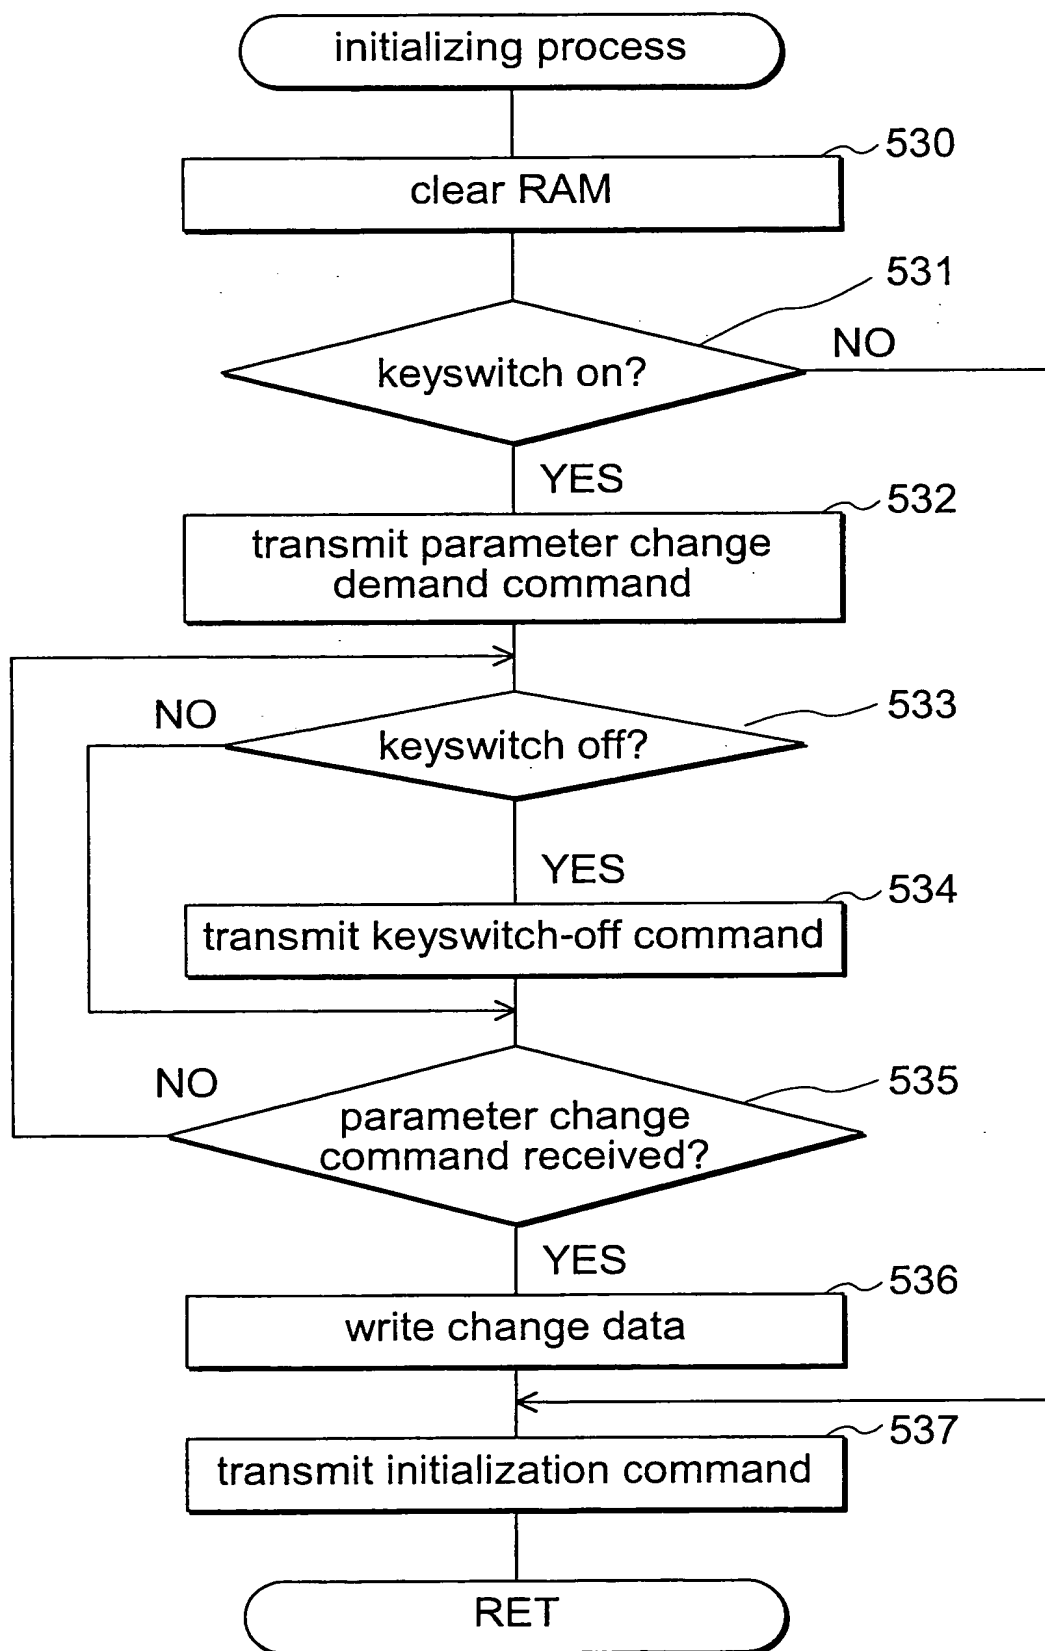 initializing process
530
clear RAM
531
keyswitch on?
NO
YES
532
transmit parameter change
demand command
NO
533
keyswitch off?
YES
534
transmit keyswitch-off command
NO
535
parameter change
command received?
YES
536
write change data
537
transmit initialization command
RET